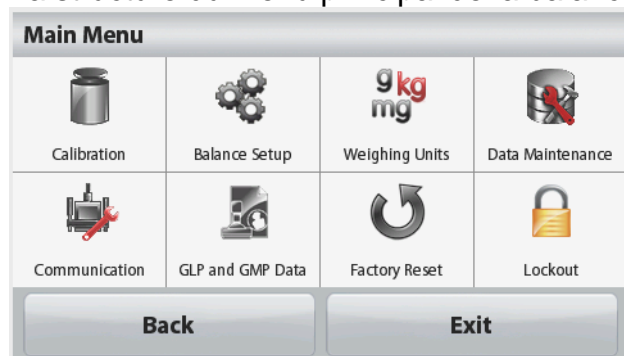 Main Menu
g kg
mg
Calibration
Balance Setup
Weighing Units
Data Maintenance
Communication
GLP and GMP Data
Factory Reset
Lockout
Back
Exit